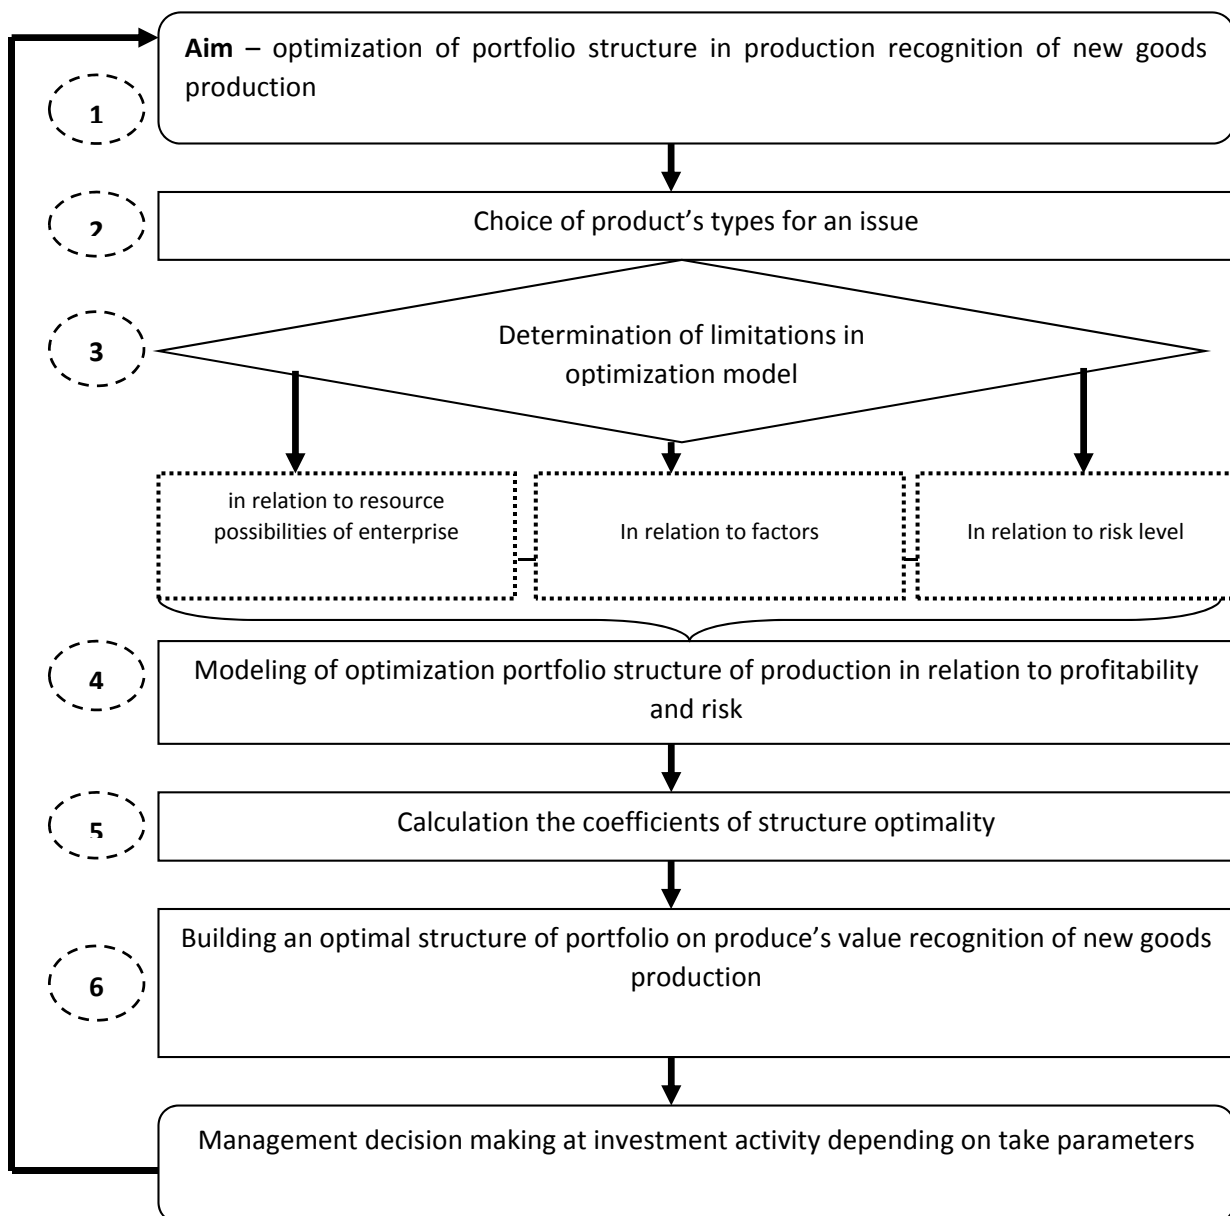 Aim – optimization of portfolio structure in production recognition of new goods
production
1
Choice of product’s types for an issue
2
Determination of limitations in
optimization model
3
in relation to resource
possibilities of enterprise
In relation to factors
In relation to risk level
Modeling of optimization portfolio structure of production in relation to profitability
and risk
4
Calculation the coefficients of structure optimality
5
Building an optimal structure of portfolio on produce’s value recognition of new goods
production
6
Management decision making at investment activity depending on take parameters